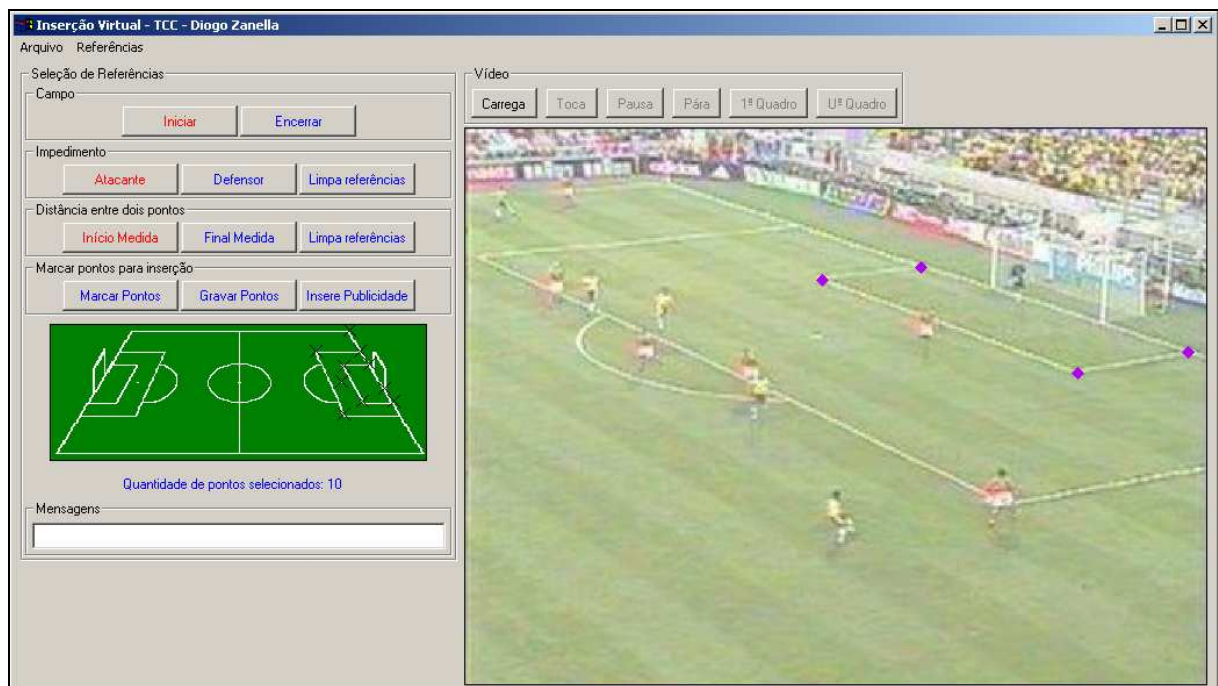 Inserção Virtual - TCC - Diogo Zanella
Arquivo Referências
Seleção de Referências
Campo
Iniciar Encerrar
Impedimento
Atacante Defensor Limpa referências
Distância entre dois pontos
Início Medida Final Medida Limpa referências
Marcar pontos para inserção
Marcar Pontos Gravar Pontos Insere Publicidade
Quantidade de pontos selecionados: 10
Mensagens
Vídeo
Carrega Toca Pausa Pára 1º Quadro Uº Quadro